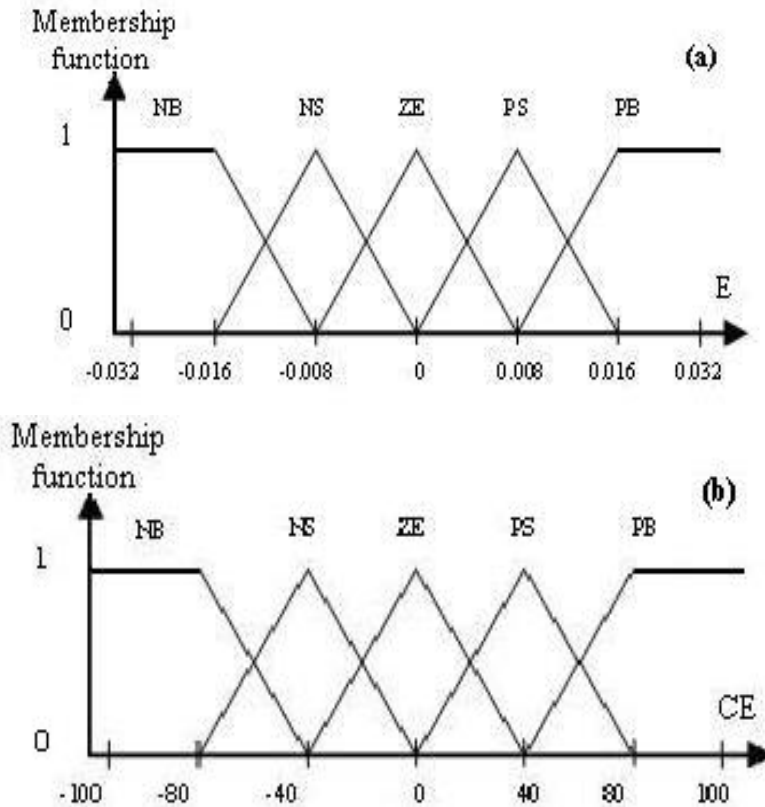 Membership
function
(a)
NB NS ZE PS PB
1
E
0
-0.032 -0.016 -0.008 0 0.008 0.016 0.032
Membership
function
(b)
NB NS ZE PS PB
1
CE
0
-100 -80 -40 0 40 80 100